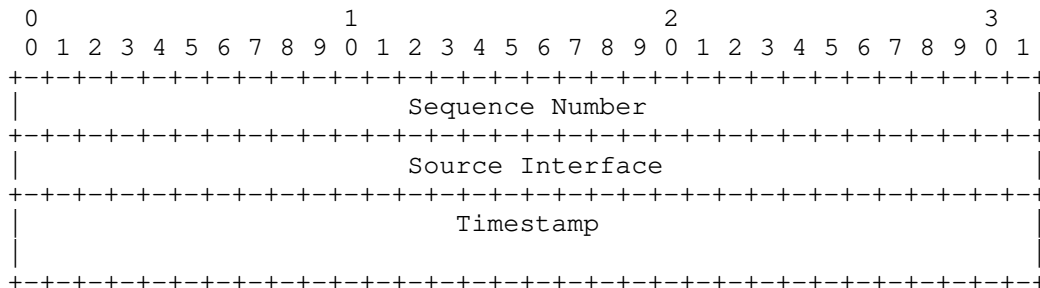 0                   1                   2                   3
 0 1 2 3 4 5 6 7 8 9 0 1 2 3 4 5 6 7 8 9 0 1 2 3 4 5 6 7 8 9 0 1
+-+-+-+-+-+-+-+-+-+-+-+-+-+-+-+-+-+-+-+-+-+-+-+-+-+-+-+-+-+-+-+-+
|                        Sequence Number                        |
+-+-+-+-+-+-+-+-+-+-+-+-+-+-+-+-+-+-+-+-+-+-+-+-+-+-+-+-+-+-+-+-+
|                        Source Interface                       |
+-+-+-+-+-+-+-+-+-+-+-+-+-+-+-+-+-+-+-+-+-+-+-+-+-+-+-+-+-+-+-+-+
|                           Timestamp                           |
|                                                               |
+-+-+-+-+-+-+-+-+-+-+-+-+-+-+-+-+-+-+-+-+-+-+-+-+-+-+-+-+-+-+-+-+